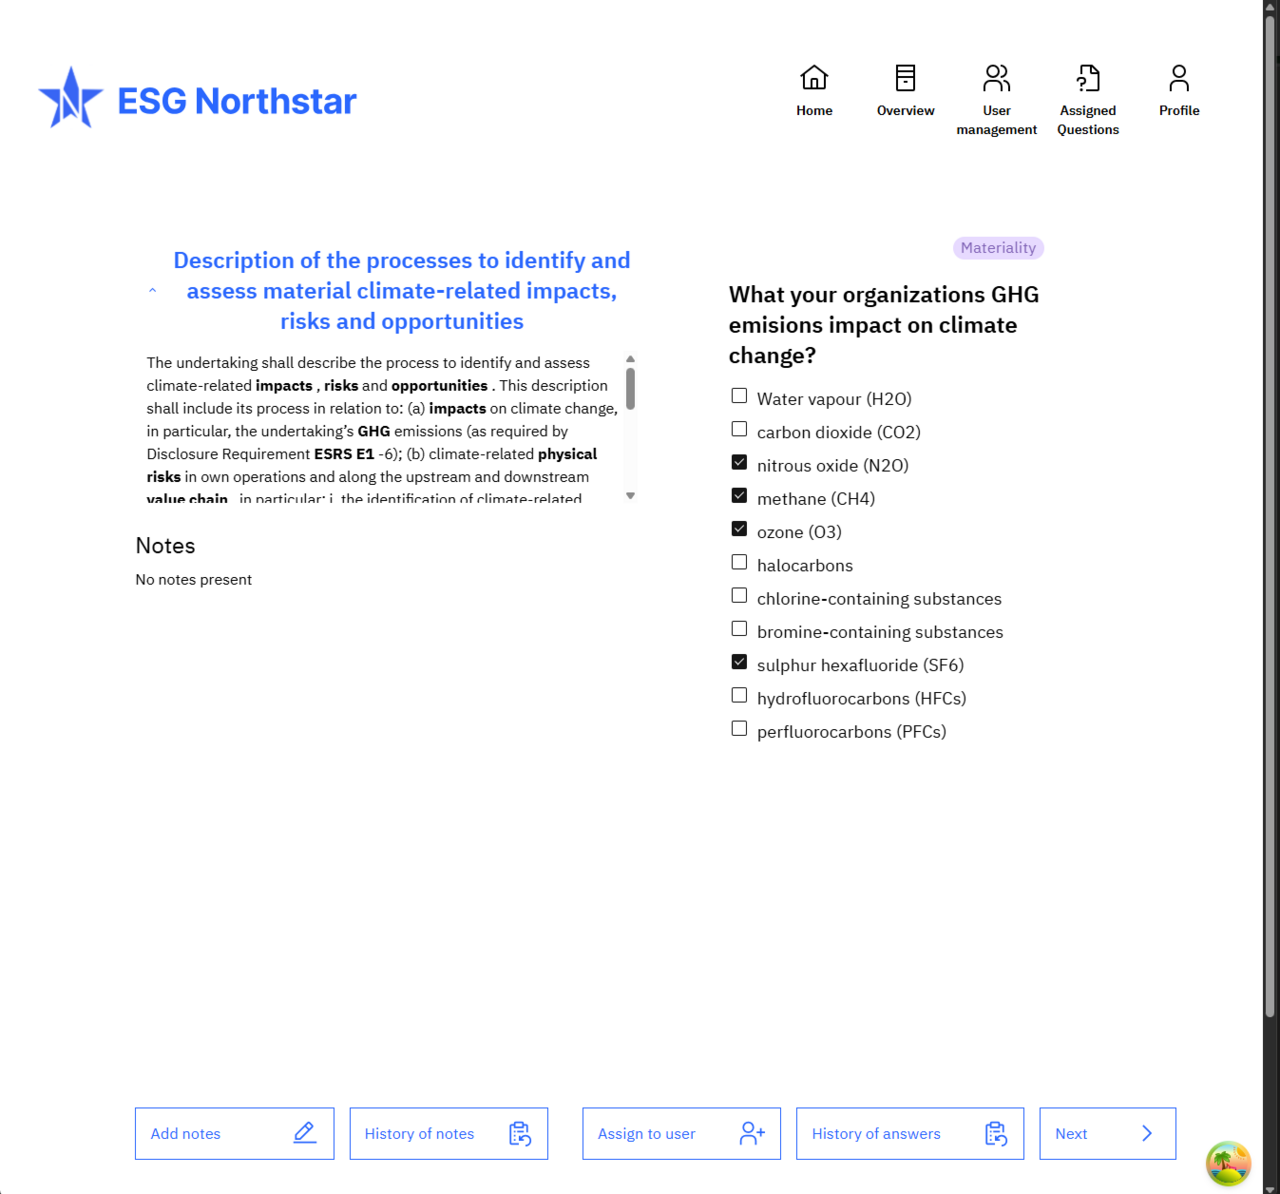 ESG Northstar
Home
Overview
User
management
Assigned
Questions
Profile
Description of the processes to identify and
assess material climate-related impacts,
risks and opportunities
The undertaking shall describe the process to identify and assess
climate-related impacts , risks and opportunities . This description
shall include its process in relation to: (a) impacts on climate change,
in particular, the undertaking’s GHG emissions (as required by
Disclosure Requirement ESRS E1 -6); (b) climate-related physical
risks in own operations and along the upstream and downstream
value chain , in particular: i. the identification of climate-related
Notes
No notes present
Materiality
What your organizations GHG
emisions impact on climate
change?
Water vapour (H2O)
carbon dioxide (CO2)
nitrous oxide (N2O)
methane (CH4)
ozone (O3)
halocarbons
chlorine-containing substances
bromine-containing substances
sulphur hexafluoride (SF6)
hydrofluorocarbons (HFCs)
perfluorocarbons (PFCs)
Add notes
History of notes
Assign to user
History of answers
Next